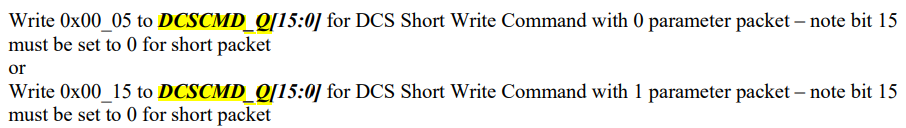 Write 0x00_05 to DCSCMD_Q[15:0] for DCS Short Write Command with 0 parameter packet – note bit 15
must be set to 0 for short packet
or
Write 0x00_15 to DCSCMD_Q[15:0] for DCS Short Write Command with 1 parameter packet – note bit 15
must be set to 0 for short packet